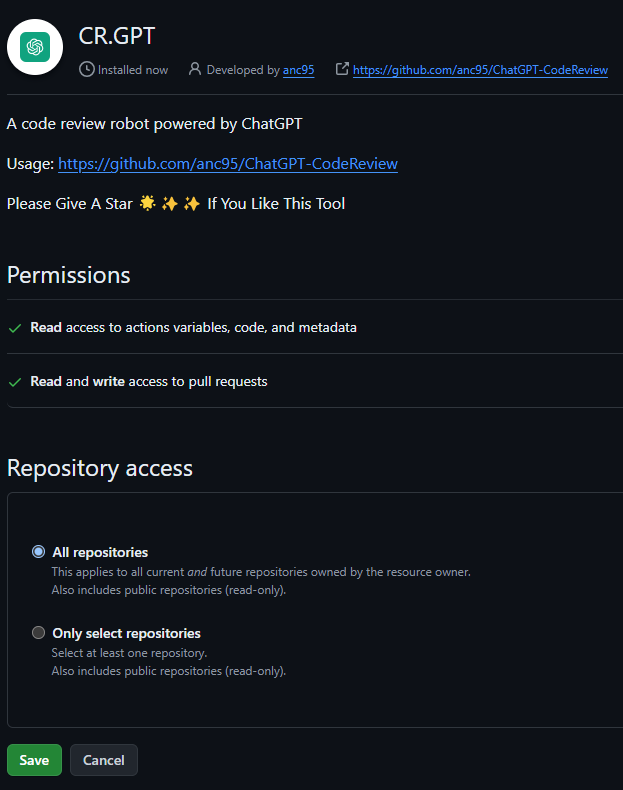 CR.GPT
Installed now Developed by anc95 https://github.com/anc95/ChatGPT-CodeReview
A code review robot powered by ChatGPT
Usage: https://github.com/anc95/ChatGPT-CodeReview
Please Give A Star 🌟 ✨ ✨ If You Like This Tool
Permissions
Read access to actions variables, code, and metadata
Read and write access to pull requests
Repository access
All repositories
This applies to all current and future repositories owned by the resource owner.
Also includes public repositories (read-only).
Only select repositories
Select at least one repository.
Also includes public repositories (read-only).
Save Cancel